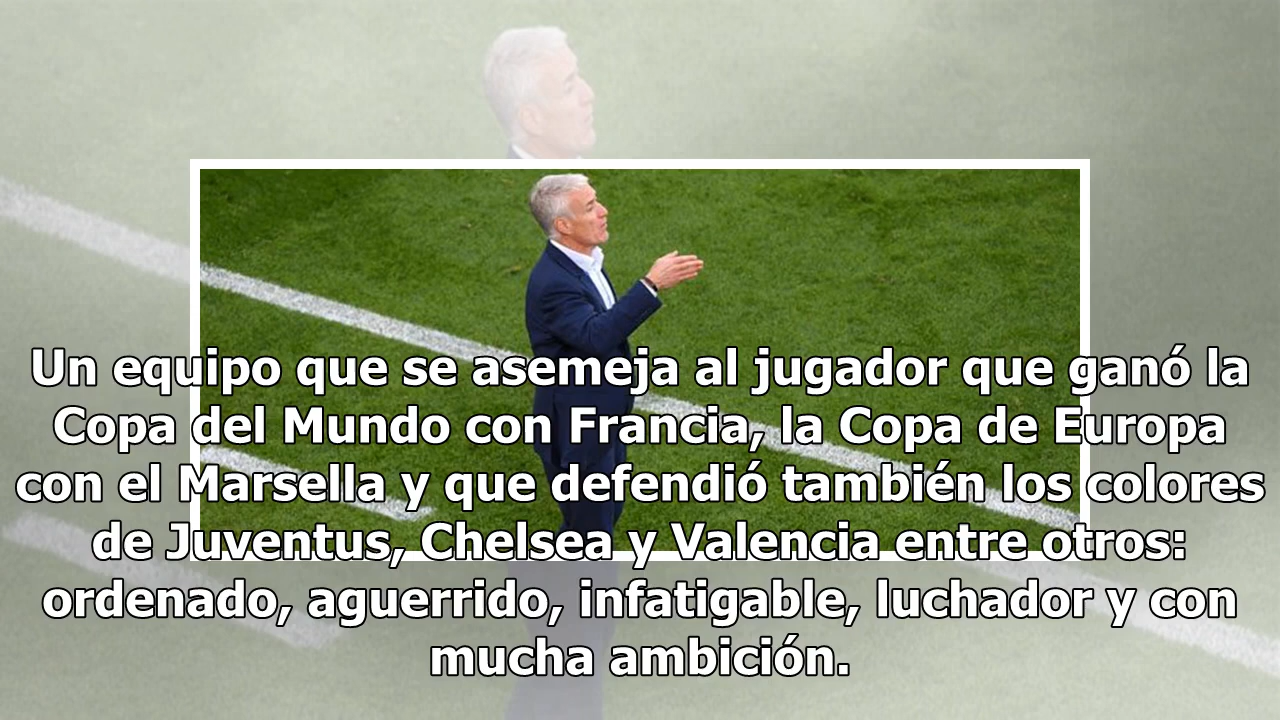 Un equipo que se asemeja al jugador que ganó la
Copa del Mundo con Francia, la Copa de Europa
con el Marsella y que defendió también los colores
de Juventus, Chelsea y Valencia entre otros:
ordenado, aguerrido, infatigable, luchador y con
mucha ambición.